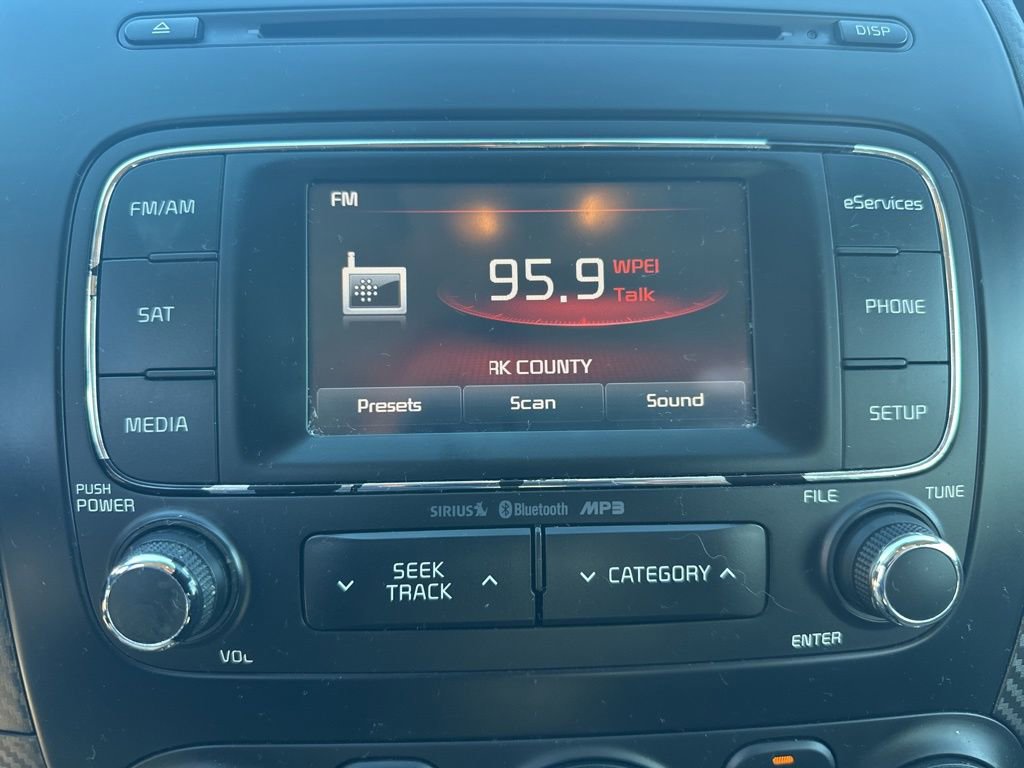 DISP
FM/AM
SAT
MEDIA
FM
95.9 WPEI
Talk
RK COUNTY
Presets Scan Sound
eServices
PHONE
SETUP
PUSH
POWER
VOL
SIRIUS Bluetooth MP3
SEEK
TRACK
CATEGORY
FILE
TUNE
ENTER